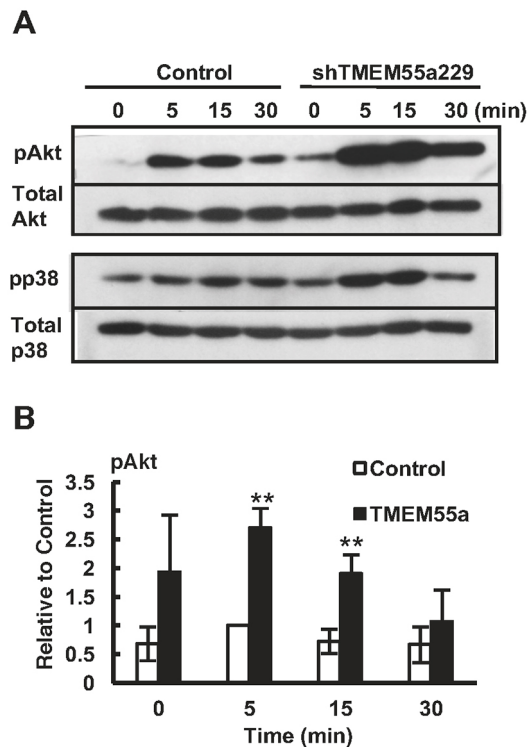 A
Control shTMEM55a229
0 5 15 30 0 5 15 30 (min)
pAkt
Total
Akt
pp38
Total
p38
B
pAkt
Control
TMEM55a
Relative to Control
3.5
3
2.5
2
1.5
1
0.5
0
**
**
0 5 15 30
Time (min)